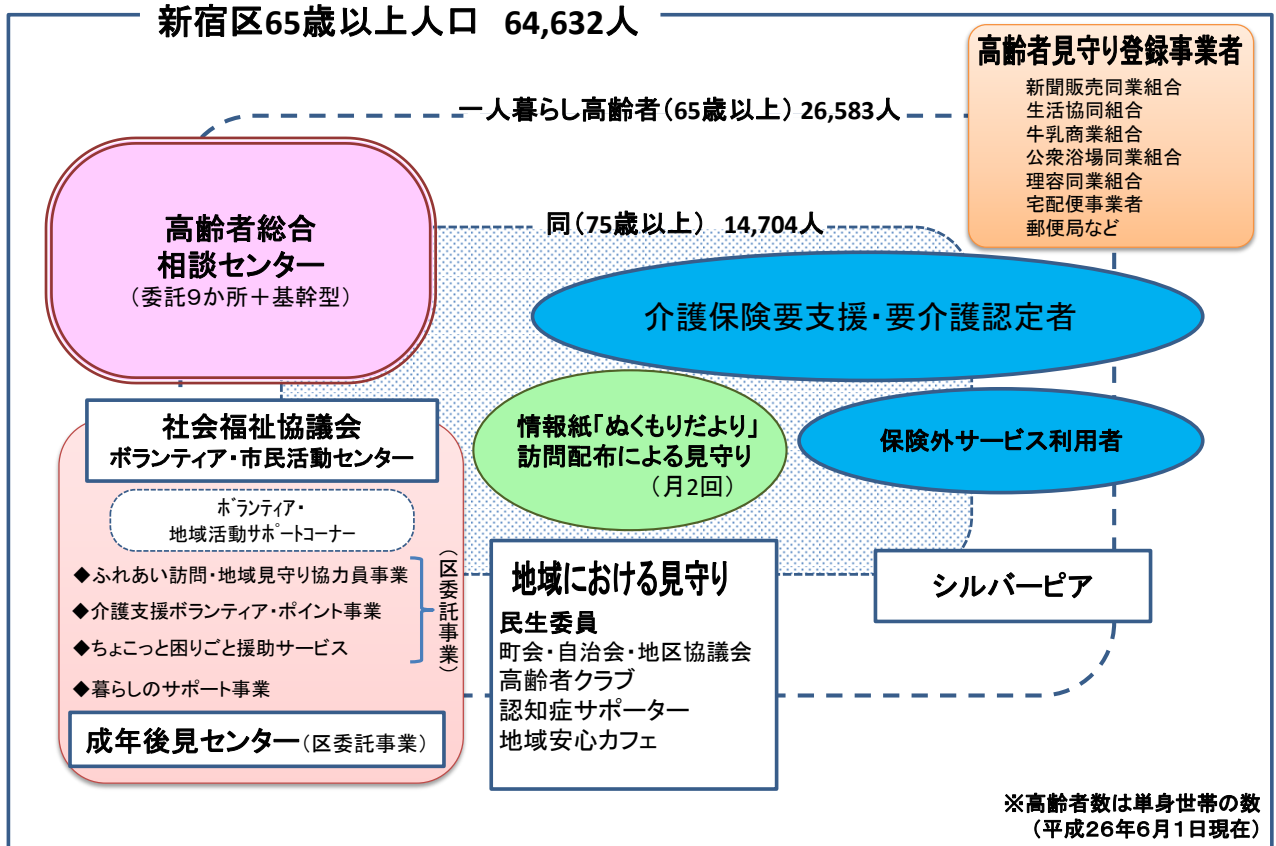 新宿区65歳以上人口 64,632人
高齢者見守り登録事業者
新聞販売同業組合
生活協同組合
牛乳商業組合
公衆浴場同業組合
理容同業組合
宅配便事業者
郵便局など
一人暮らし高齢者(65歳以上) 26,583人
同(75歳以上) 14,704人
高齢者総合
相談センター
(委託9か所+基幹型)
介護保険要支援・要介護認定者
情報紙「ぬくもりだより」
訪問配布による見守り
(月2回)
保険外サービス利用者
社会福祉協議会
ボランティア・市民活動センター
ボランティア・
地域活動サポートコーナー
◆ふれあい訪問・地域見守り協力員事業
◆介護支援ボランティア・ポイント事業
◆ちょこっと困りごと援助サービス
(区委託事業)
◆暮らしのサポート事業
成年後見センター(区委託事業)
地域における見守り
民生委員
町会・自治会・地区協議会
高齢者クラブ
認知症サポーター
地域安心カフェ
シルバーピア
※高齢者数は単身世帯の数
(平成26年6月1日現在)